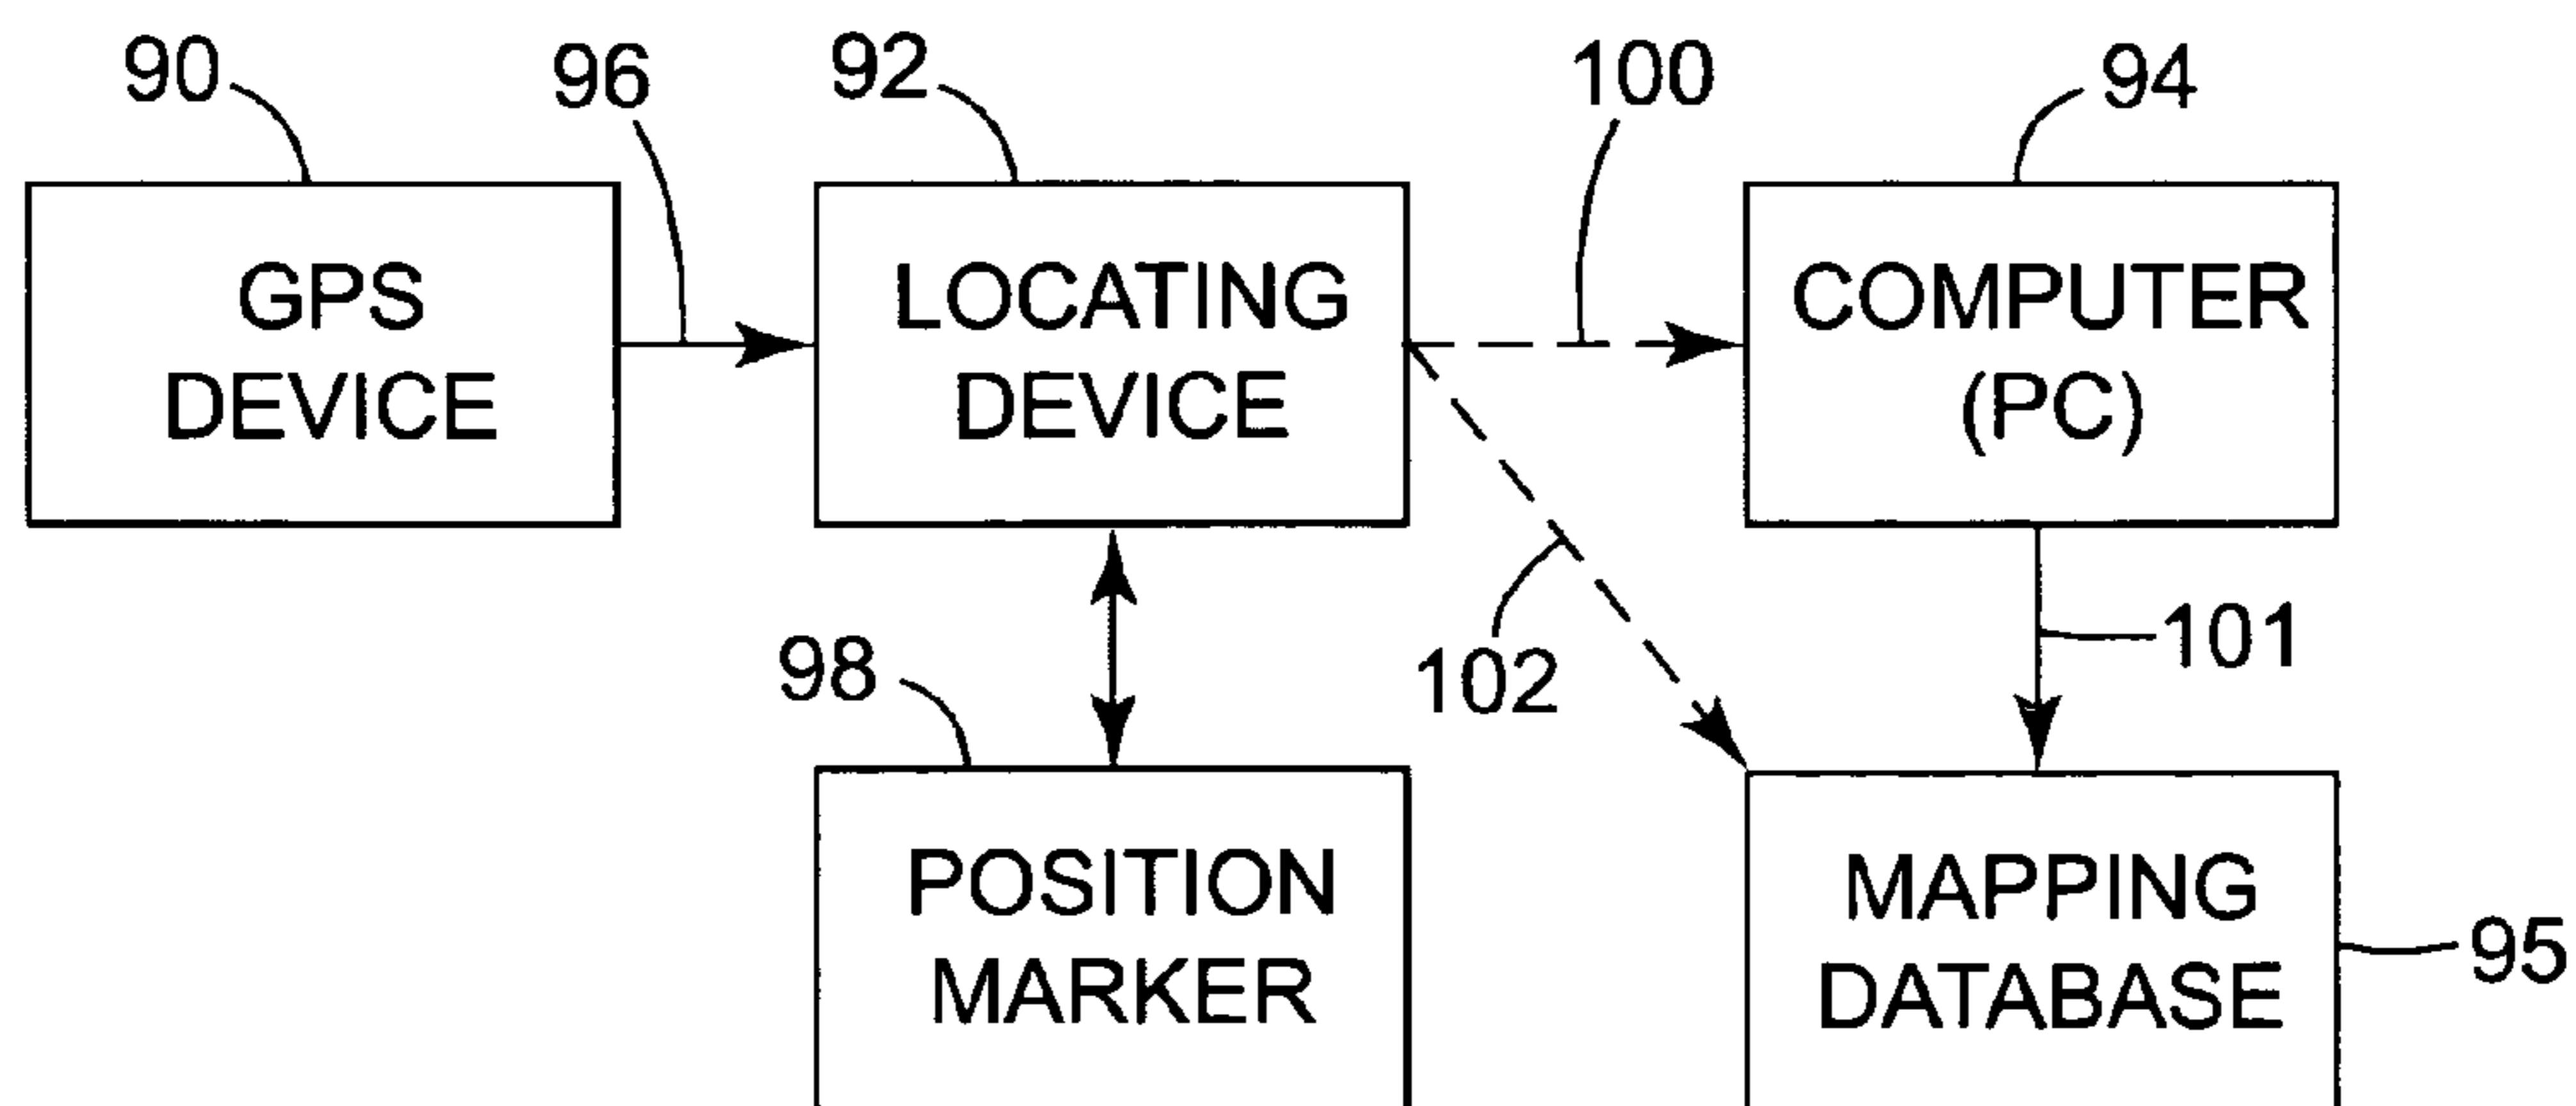 90
96
92
100
94
GPS
DEVICE
LOCATING
DEVICE
COMPUTER
(PC)
98
102
101
POSITION
MARKER
MAPPING
DATABASE
95